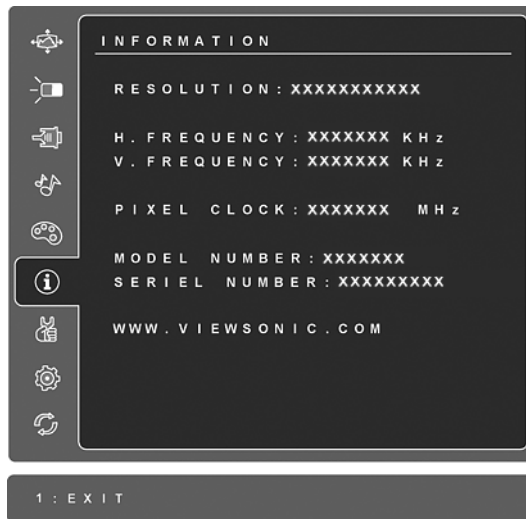 INFORMATION
RESOLUTION: XXXXXXXXXXX
H. FREQUENCY: XXXXXXX KHz
V. FREQUENCY: XXXXXXX KHz
PIXEL CLOCK: XXXXXXX MHz
MODEL NUMBER: XXXXXXX
SERIEL NUMBER: XXXXXXXXX
WWW.VIEWSONIC.COM
1:EXIT